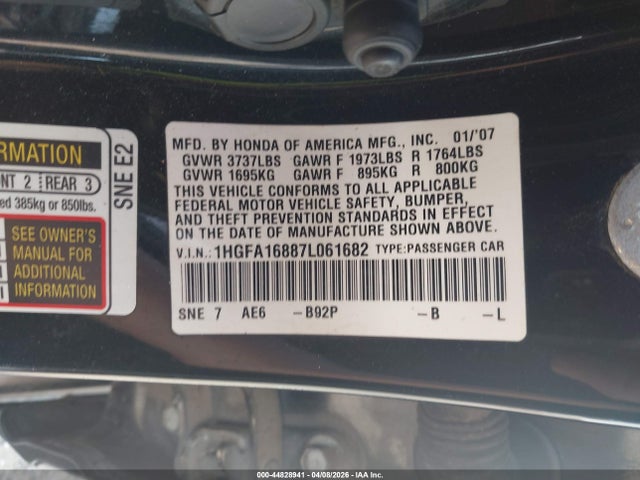 MFD. BY HONDA OF AMERICA MFG., INC. 01/'07
GVWR 3737LBS GAWR F 1973LBS R 1764LBS
GVWR 1695KG GAWR F 895KG R 800KG
THIS VEHICLE CONFORMS TO ALL APPLICABLE
FEDERAL MOTOR VEHICLE SAFETY, BUMPER,
AND THEFT PREVENTION STANDARDS IN EFFECT
ON THE DATE OF MANUFACTURE SHOWN ABOVE.
V.I.N.: 1HGFA16887L061682 TYPE:PASSENGER CAR
SNE 7 AE6 -B92P -B -L
RMATION
NT 2 REAR 3
ed 385kg or 850lbs.
SEE OWNER'S
MANUAL FOR
ADDITIONAL
INFORMATION
SNE E2
000-44828941 - 04/08/2026 - IAA Inc.